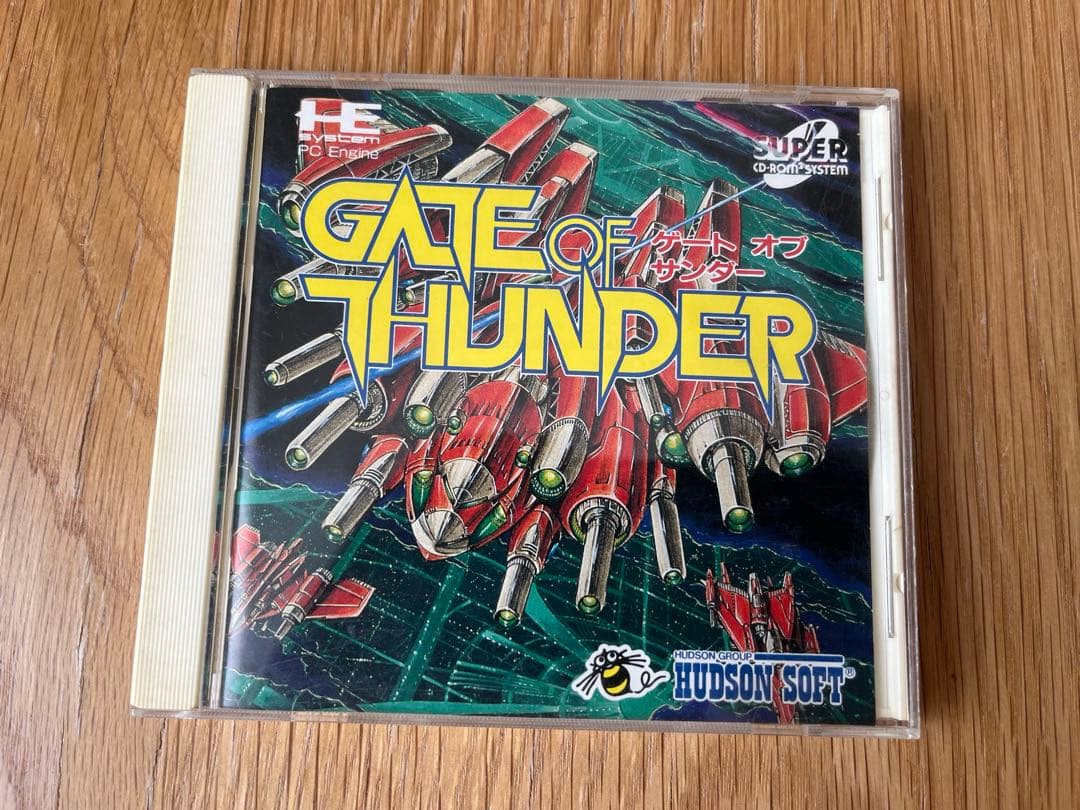 HE
system
PC Engine
SUPER
CD-ROM² SYSTEM
GATE OF
ゲート オブ
サンダー
THUNDER
HUDSON GROUP
HUDSON SOFT®